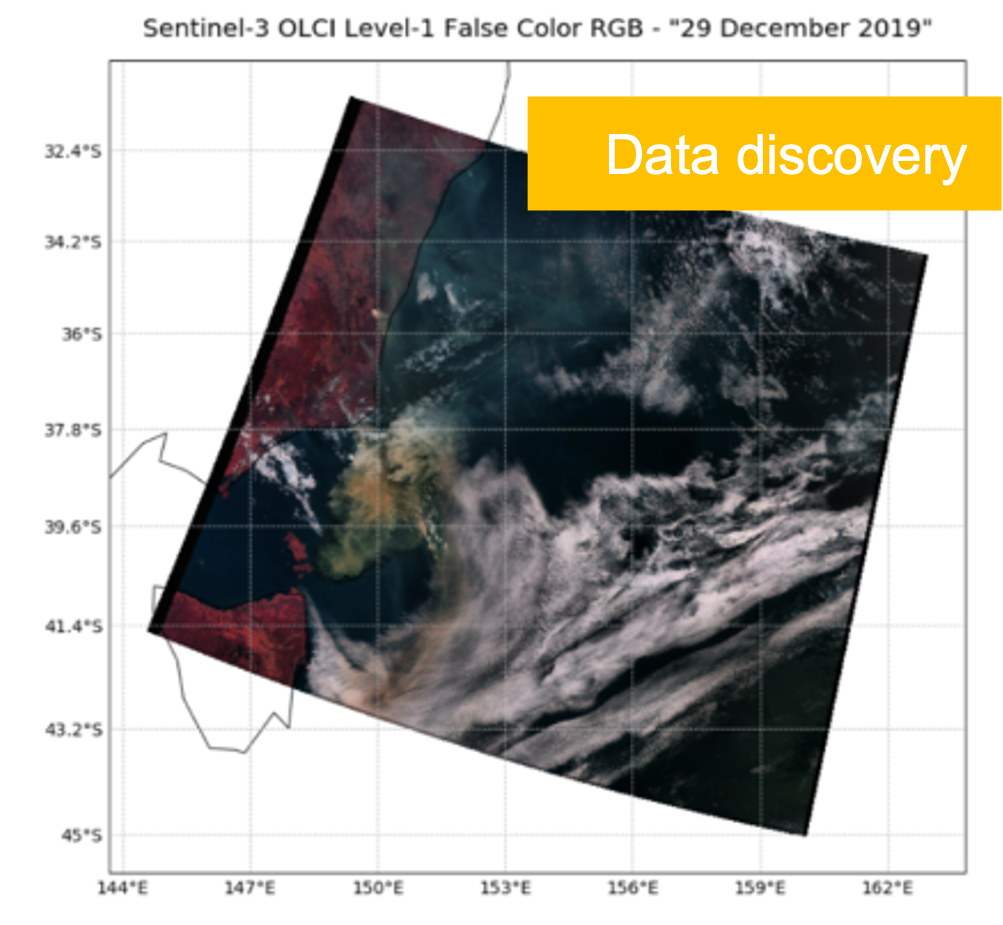 Sentinel-3 OLCI Level-1 False Color RGB - "29 December 2019"
Data discovery
32.4°S
34.2°S
36°S
37.8°S
39.6°S
41.4°S
43.2°S
45°S
144°E 147°E 150°E 153°E 156°E 159°E 162°E